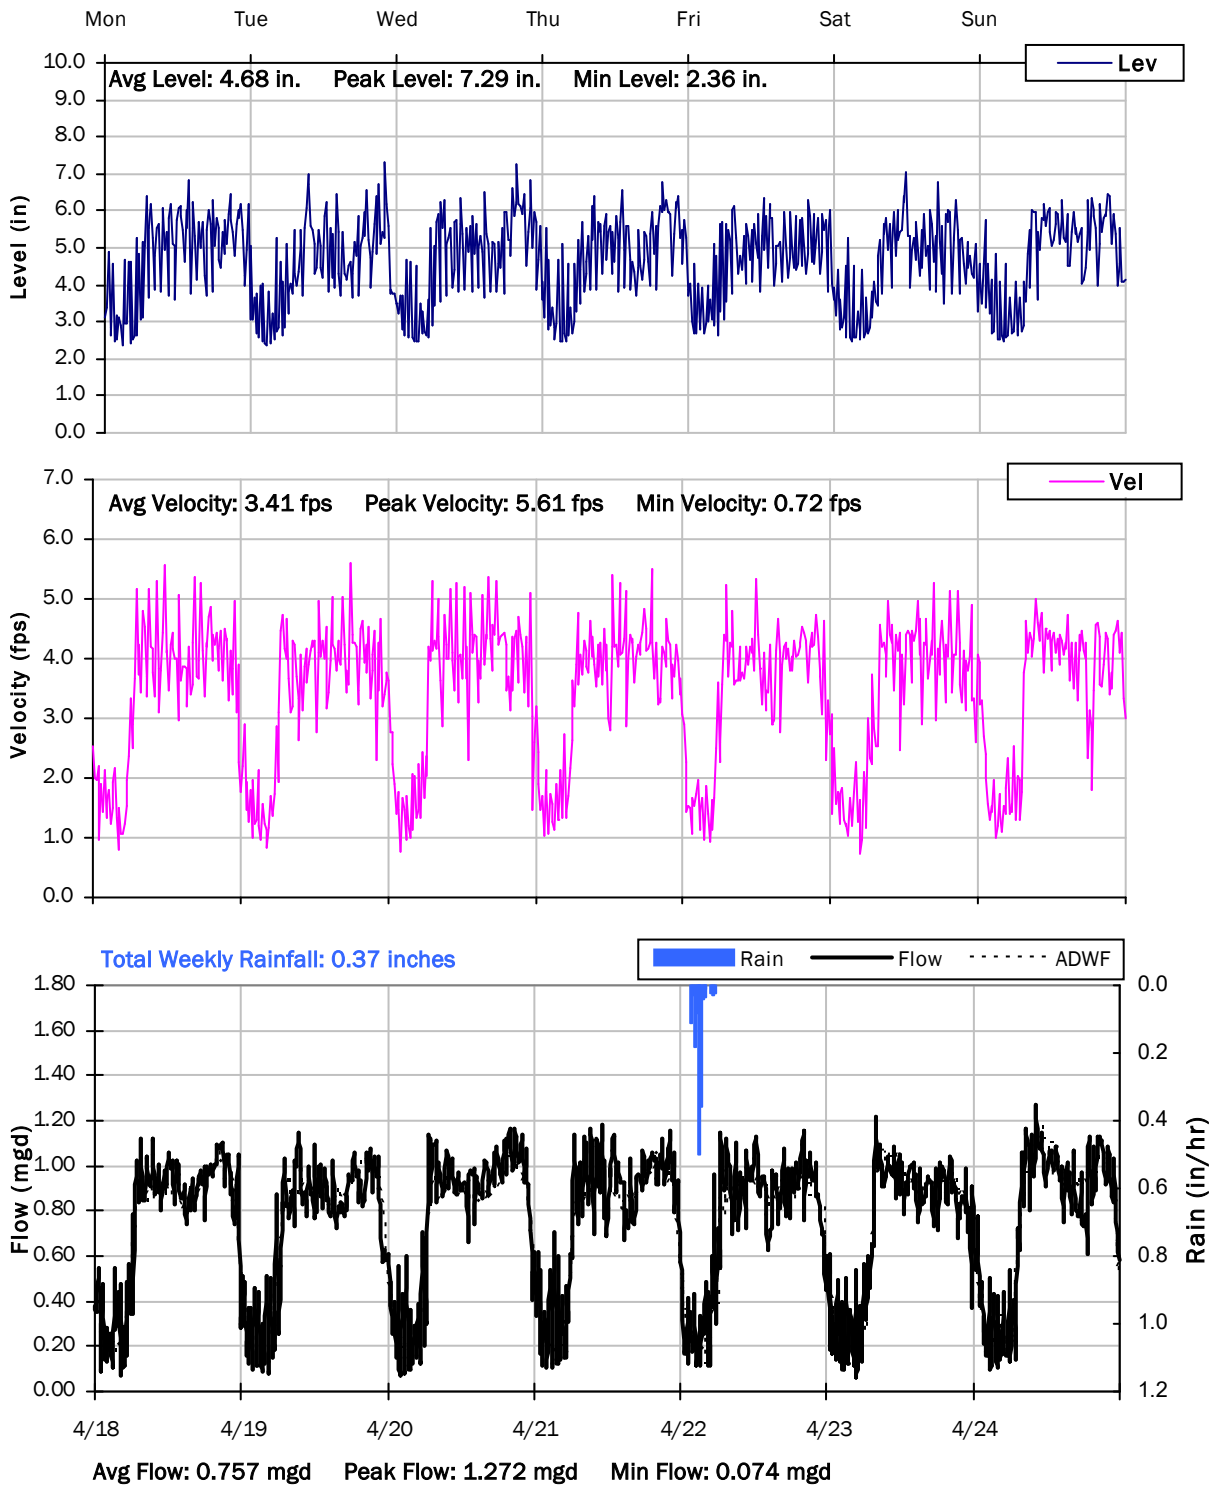 Mon Tue Wed Thu Fri Sat Sun
Lev
Avg Level: 4.68 in. Peak Level: 7.29 in. Min Level: 2.36 in.
10.0
9.0
8.0
7.0
6.0
5.0
4.0
3.0
2.0
1.0
0.0
Level (in)
Vel
Avg Velocity: 3.41 fps Peak Velocity: 5.61 fps Min Velocity: 0.72 fps
7.0
6.0
5.0
4.0
3.0
2.0
1.0
0.0
Velocity (fps)
Total Weekly Rainfall: 0.37 inches
Rain Flow ADWF
1.80
1.60
1.40
1.20
1.00
0.80
0.60
0.40
0.20
0.00
Flow (mgd)
0.0
0.2
0.4
0.6
0.8
1.0
1.2
Rain (in/hr)
4/18 4/19 4/20 4/21 4/22 4/23 4/24
Avg Flow: 0.757 mgd Peak Flow: 1.272 mgd Min Flow: 0.074 mgd